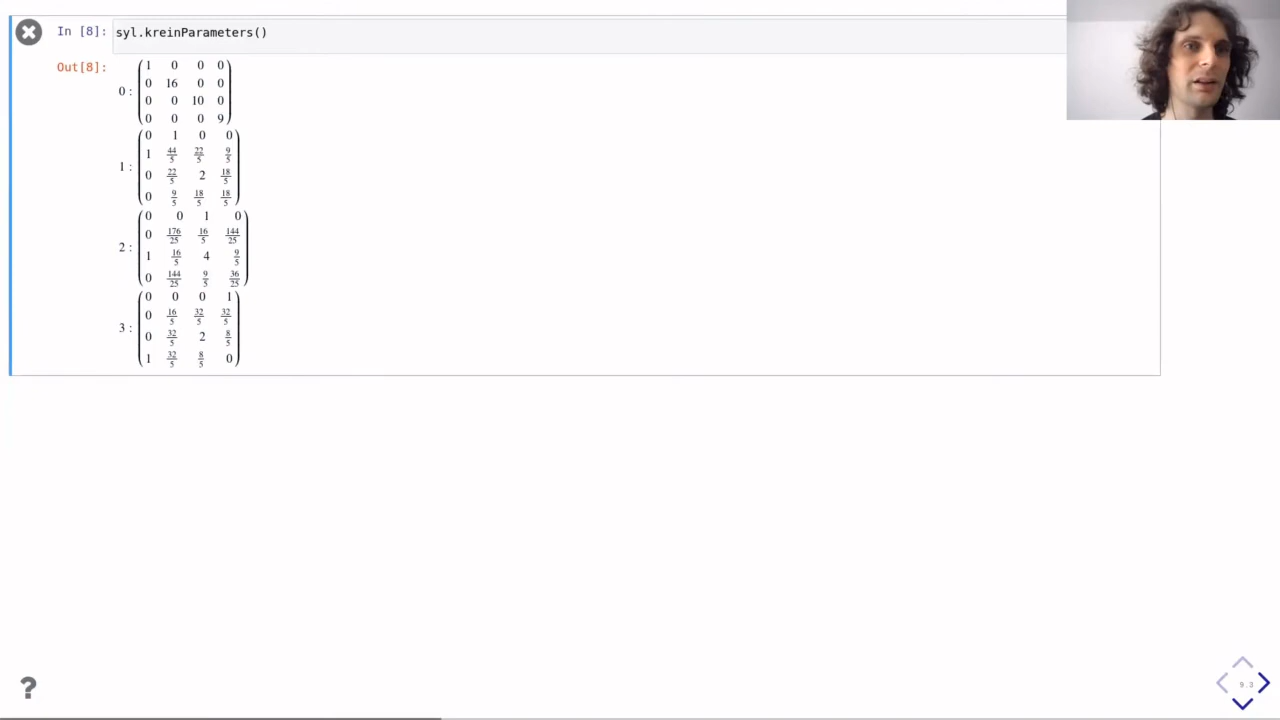 In [8]: syl.kreinParameters()
Out[8]:
0 :
1 0 0 0
0 16 0 0
0 0 10 0
0 0 0 9
1 :
0 1 0 0
1 44/5 22/5 9/5
0 22/5 2 18/5
0 9/5 18/5 18/5
2 :
0 0 1 0
0 176/25 16/5 144/25
1 16/5 4 9/5
0 144/25 9/5 36/25
3 :
0 0 0 1
0 16/5 32/5 32/5
0 32/5 2 8/5
1 32/5 8/5 0
?
9.3